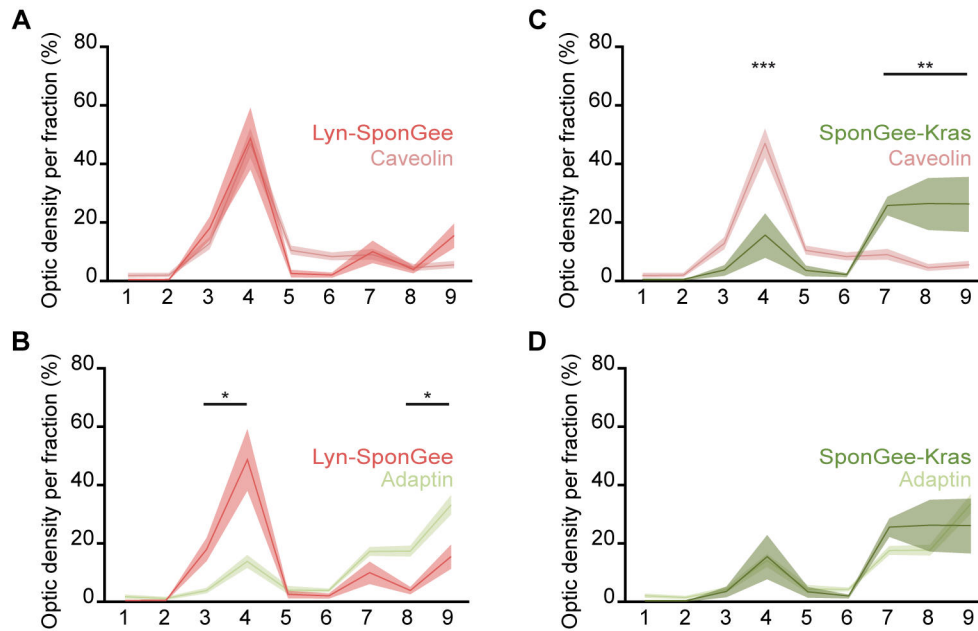 A
Optic density per fraction (%)
80
60
40
20
0
Lyn-SponGee
Caveolin
1 2 3 4 5 6 7 8 9
C
Optic density per fraction (%)
80
60
40
20
0
***
**
SponGee-Kras
Caveolin
1 2 3 4 5 6 7 8 9
B
Optic density per fraction (%)
80
60
40
20
0
*
*
Lyn-SponGee
Adaptin
1 2 3 4 5 6 7 8 9
D
Optic density per fraction (%)
80
60
40
20
0
SponGee-Kras
Adaptin
1 2 3 4 5 6 7 8 9